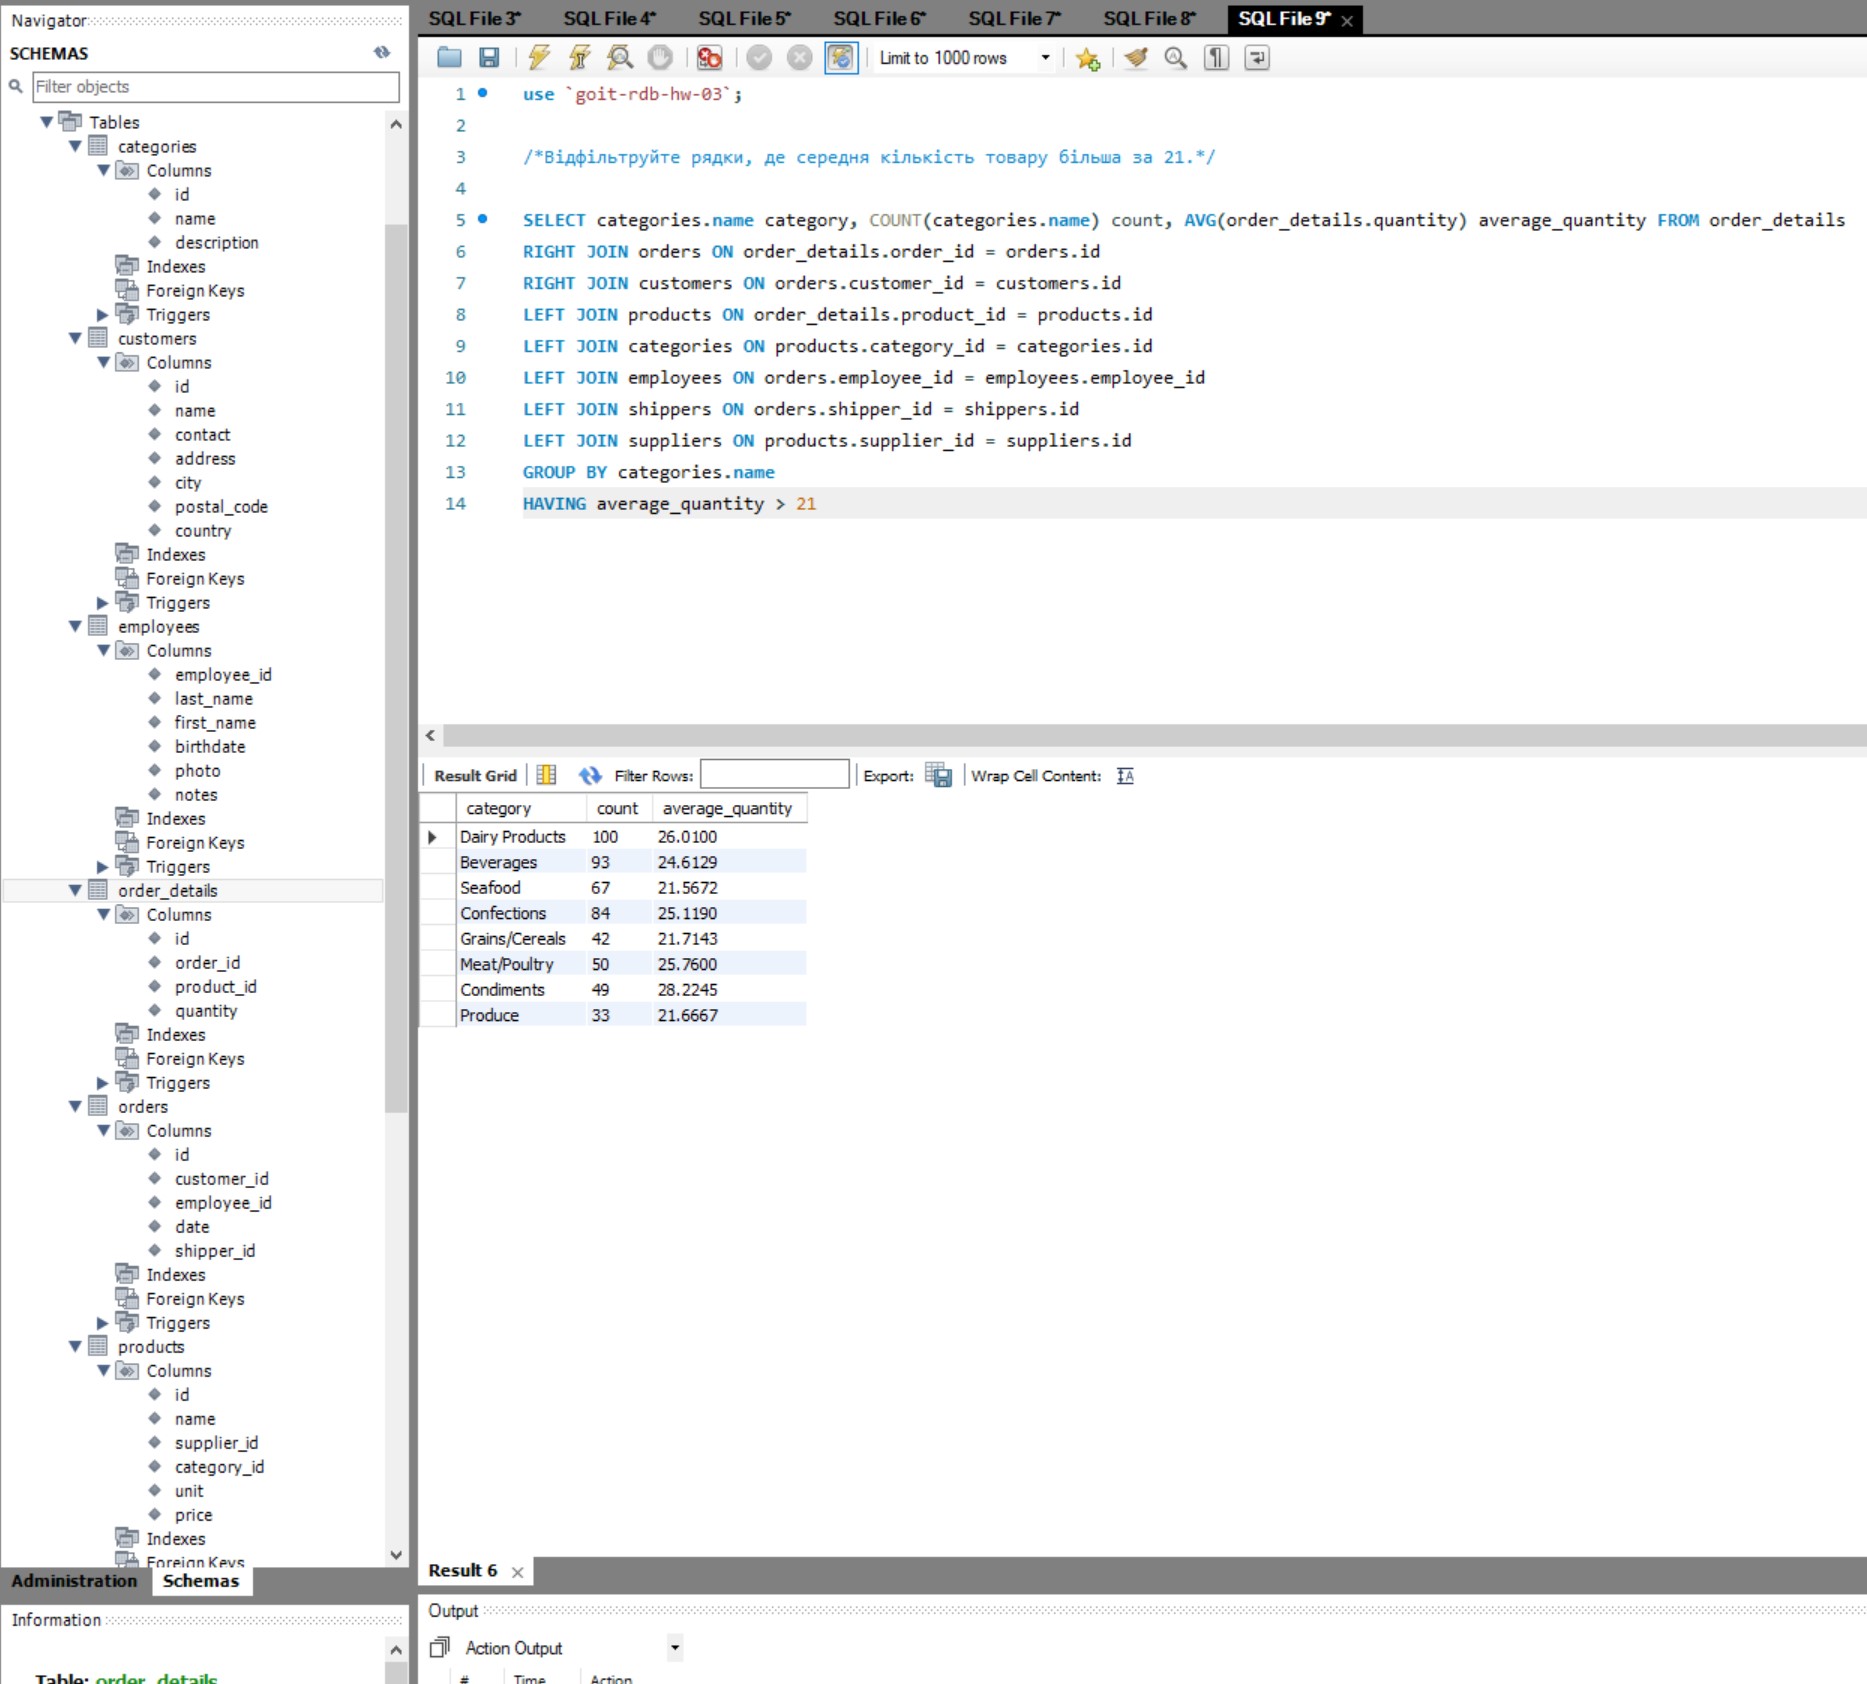 Navigator
SCHEMAS
Filter objects
Tables
categories
Columns
id
name
description
Indexes
Foreign Keys
Triggers
customers
Columns
id
name
contact
address
city
postal_code
country
Indexes
Foreign Keys
Triggers
employees
Columns
employee_id
last_name
first_name
birthdate
photo
notes
Indexes
Foreign Keys
Triggers
order_details
Columns
id
order_id
product_id
quantity
Indexes
Foreign Keys
Triggers
orders
Columns
id
customer_id
employee_id
date
shipper_id
Indexes
Foreign Keys
Triggers
products
Columns
id
name
supplier_id
category_id
unit
price
Indexes
Foreign Keys
Administration Schemas
Information
Table: order_details
SQL File 3* SQL File 4* SQL File 5* SQL File 6* SQL File 7* SQL File 8* SQL File 9*
Limit to 1000 rows
1 use `goit-rdb-hw-03`;
2
3 /*Відфільтруйте рядки, де середня кількість товару більша за 21.*/
4
5 SELECT categories.name category, COUNT(categories.name) count, AVG(order_details.quantity) average_quantity FROM order_details
6 RIGHT JOIN orders ON order_details.order_id = orders.id
7 RIGHT JOIN customers ON orders.customer_id = customers.id
8 LEFT JOIN products ON order_details.product_id = products.id
9 LEFT JOIN categories ON products.category_id = categories.id
10 LEFT JOIN employees ON orders.employee_id = employees.employee_id
11 LEFT JOIN shippers ON orders.shipper_id = shippers.id
12 LEFT JOIN suppliers ON products.supplier_id = suppliers.id
13 GROUP BY categories.name
14 HAVING average_quantity > 21
Result Grid Filter Rows: Export: Wrap Cell Content:
category count average_quantity
Dairy Products 100 26.0100
Beverages 93 24.6129
Seafood 67 21.5672
Confections 84 25.1190
Grains/Cereals 42 21.7143
Meat/Poultry 50 25.7600
Condiments 49 28.2245
Produce 33 21.6667
Result 6
Output
Action Output
# Time Action